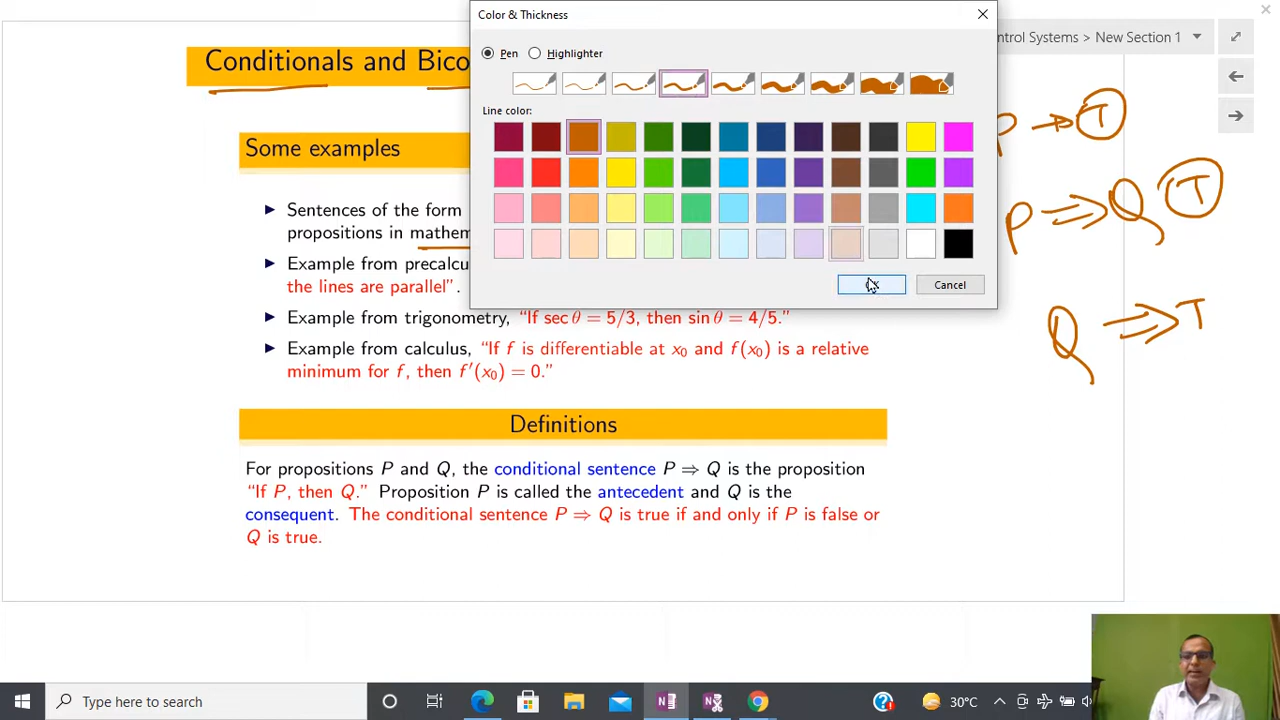 Color & Thickness
Conditionals and Bico
ntrol Systems > New Section 1
Pen
Highlighter
Line color:
P → T
Some examples
Sentences of the form
propositions in mathem
P ⇒ Q T
Example from precalcu
the lines are parallel”.
Cancel
Example from trigonometry, “If sec θ = 5/3, then sin θ = 4/5.”
Q ⇒ T
Example from calculus, “If f is differentiable at x₀ and f(x₀) is a relative
minimum for f, then f′(x₀) = 0.”
Definitions
For propositions P and Q, the conditional sentence P ⇒ Q is the proposition
“If P, then Q.” Proposition P is called the antecedent and Q is the
consequent. The conditional sentence P ⇒ Q is true if and only if P is false or
Q is true.
Type here to search
30°C